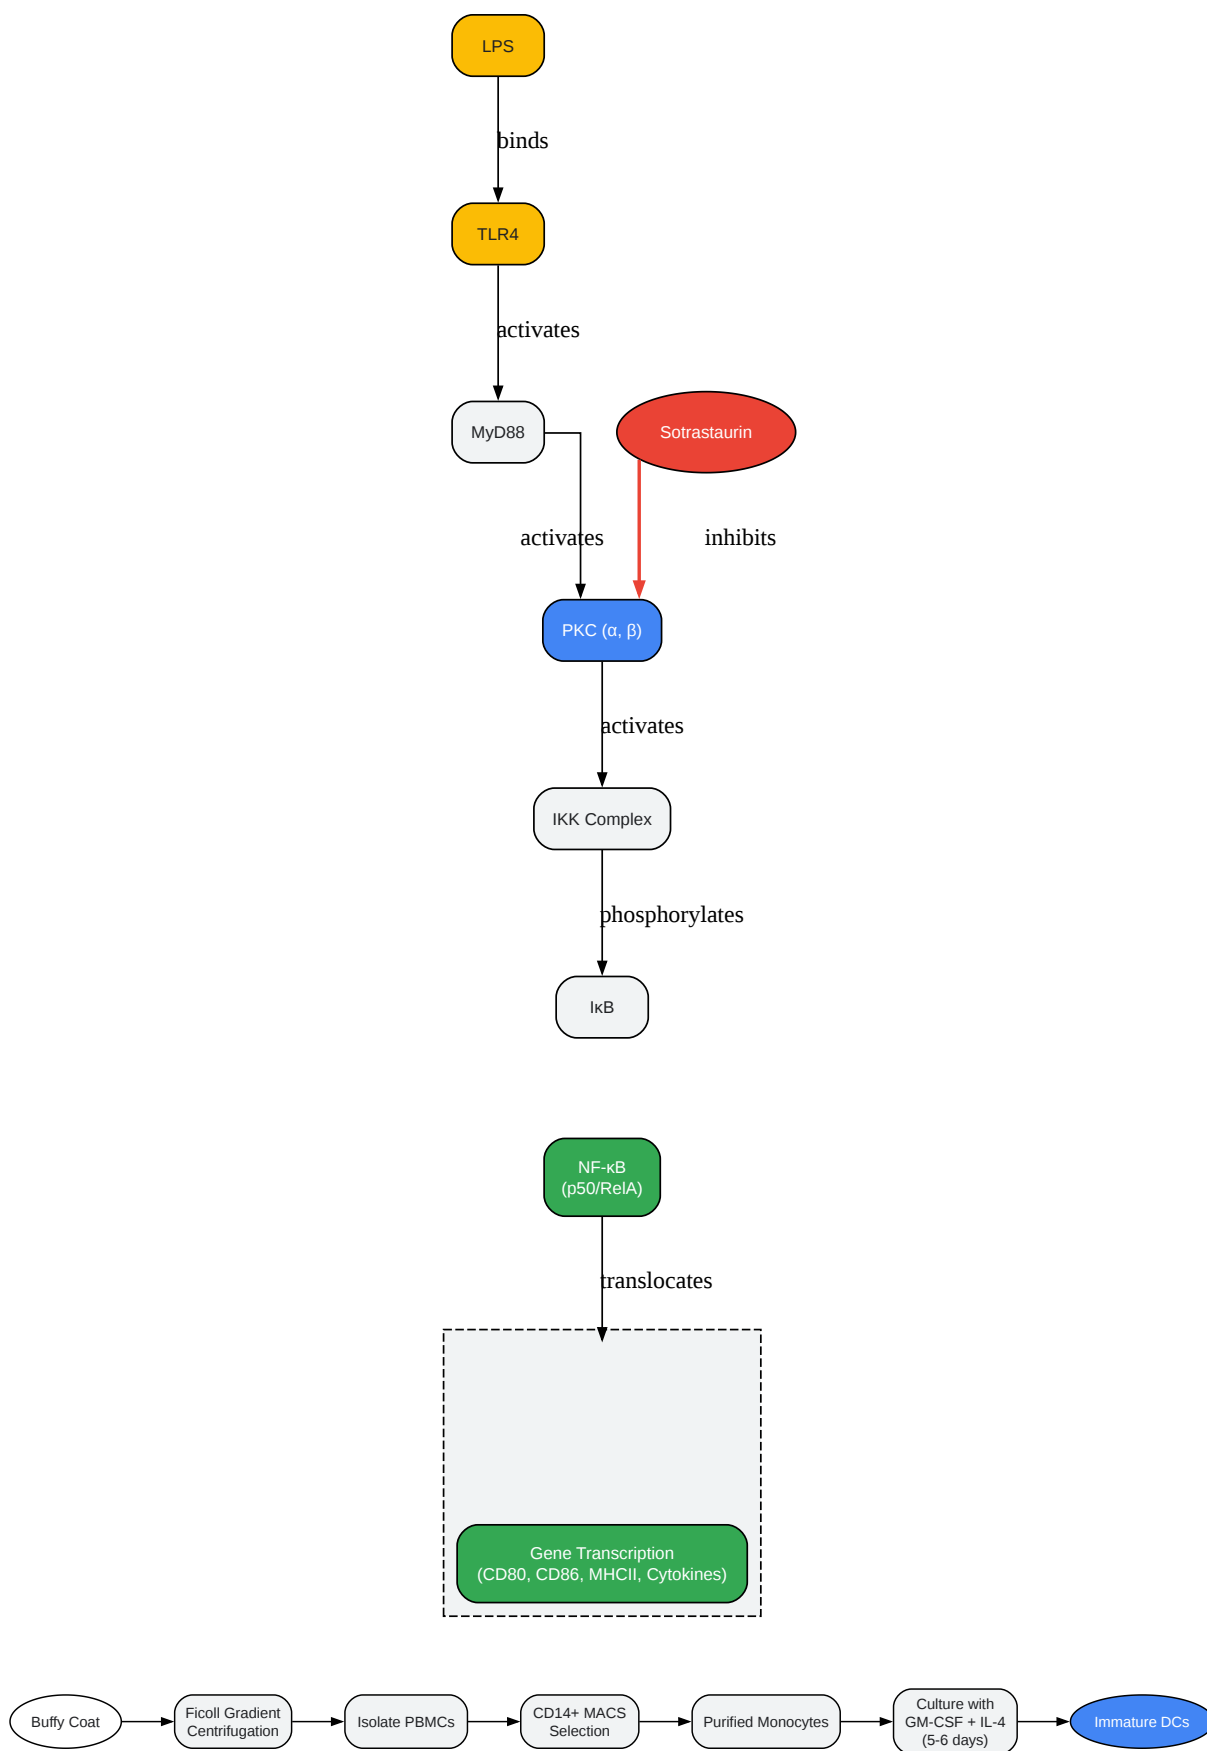 LPS
binds
TLR4
activates
MyD88
Sotrastaurin
activates
inhibits
PKC (α, β)
activates
IKK Complex
phosphorylates
IκB
NF-κB
(p50/RelA)
translocates
Gene Transcription
(CD80, CD86, MHCII, Cytokines)
Buffy Coat
Ficoll Gradient
Centrifugation
Isolate PBMCs
CD14+ MACS
Selection
Purified Monocytes
Culture with
GM-CSF + IL-4
(5-6 days)
Immature DCs